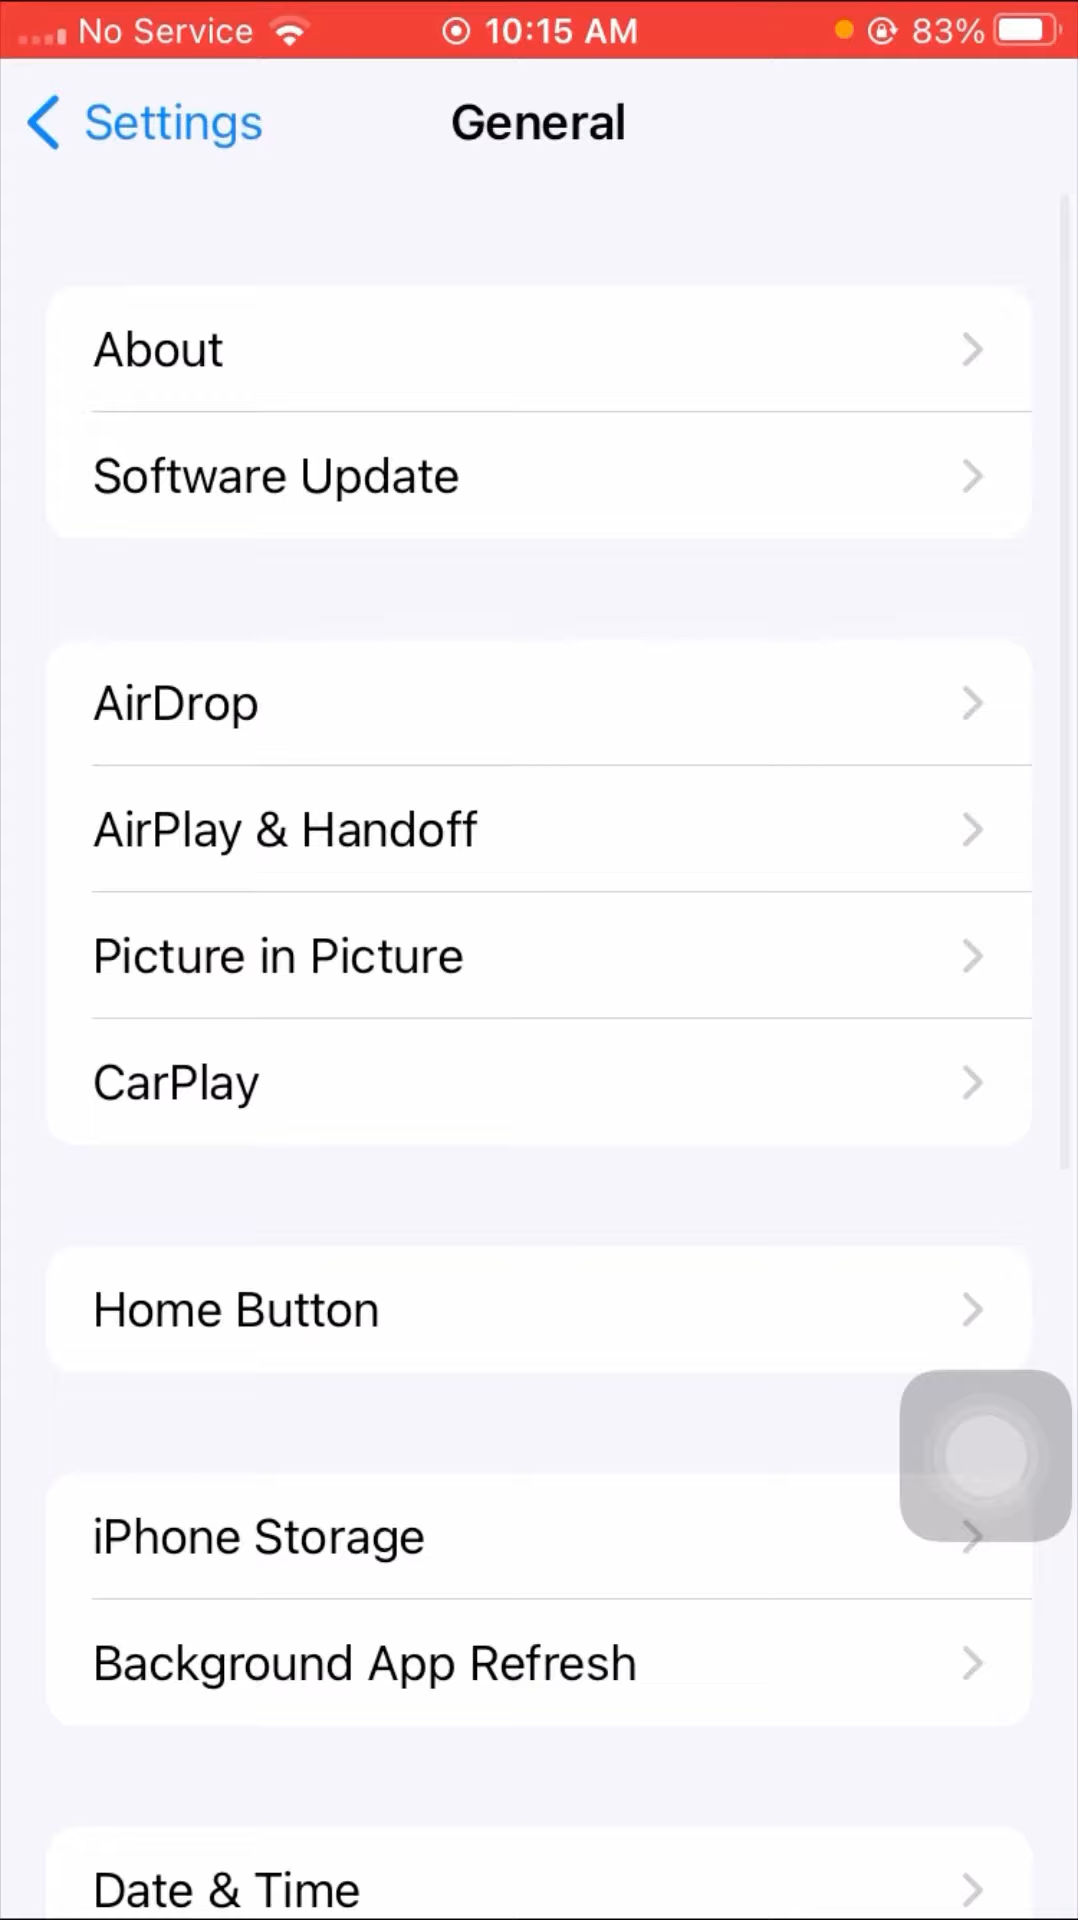 No Service 10:15 AM 83%
Settings General
About
Software Update
AirDrop
AirPlay & Handoff
Picture in Picture
CarPlay
Home Button
iPhone Storage
Background App Refresh
Date & Time